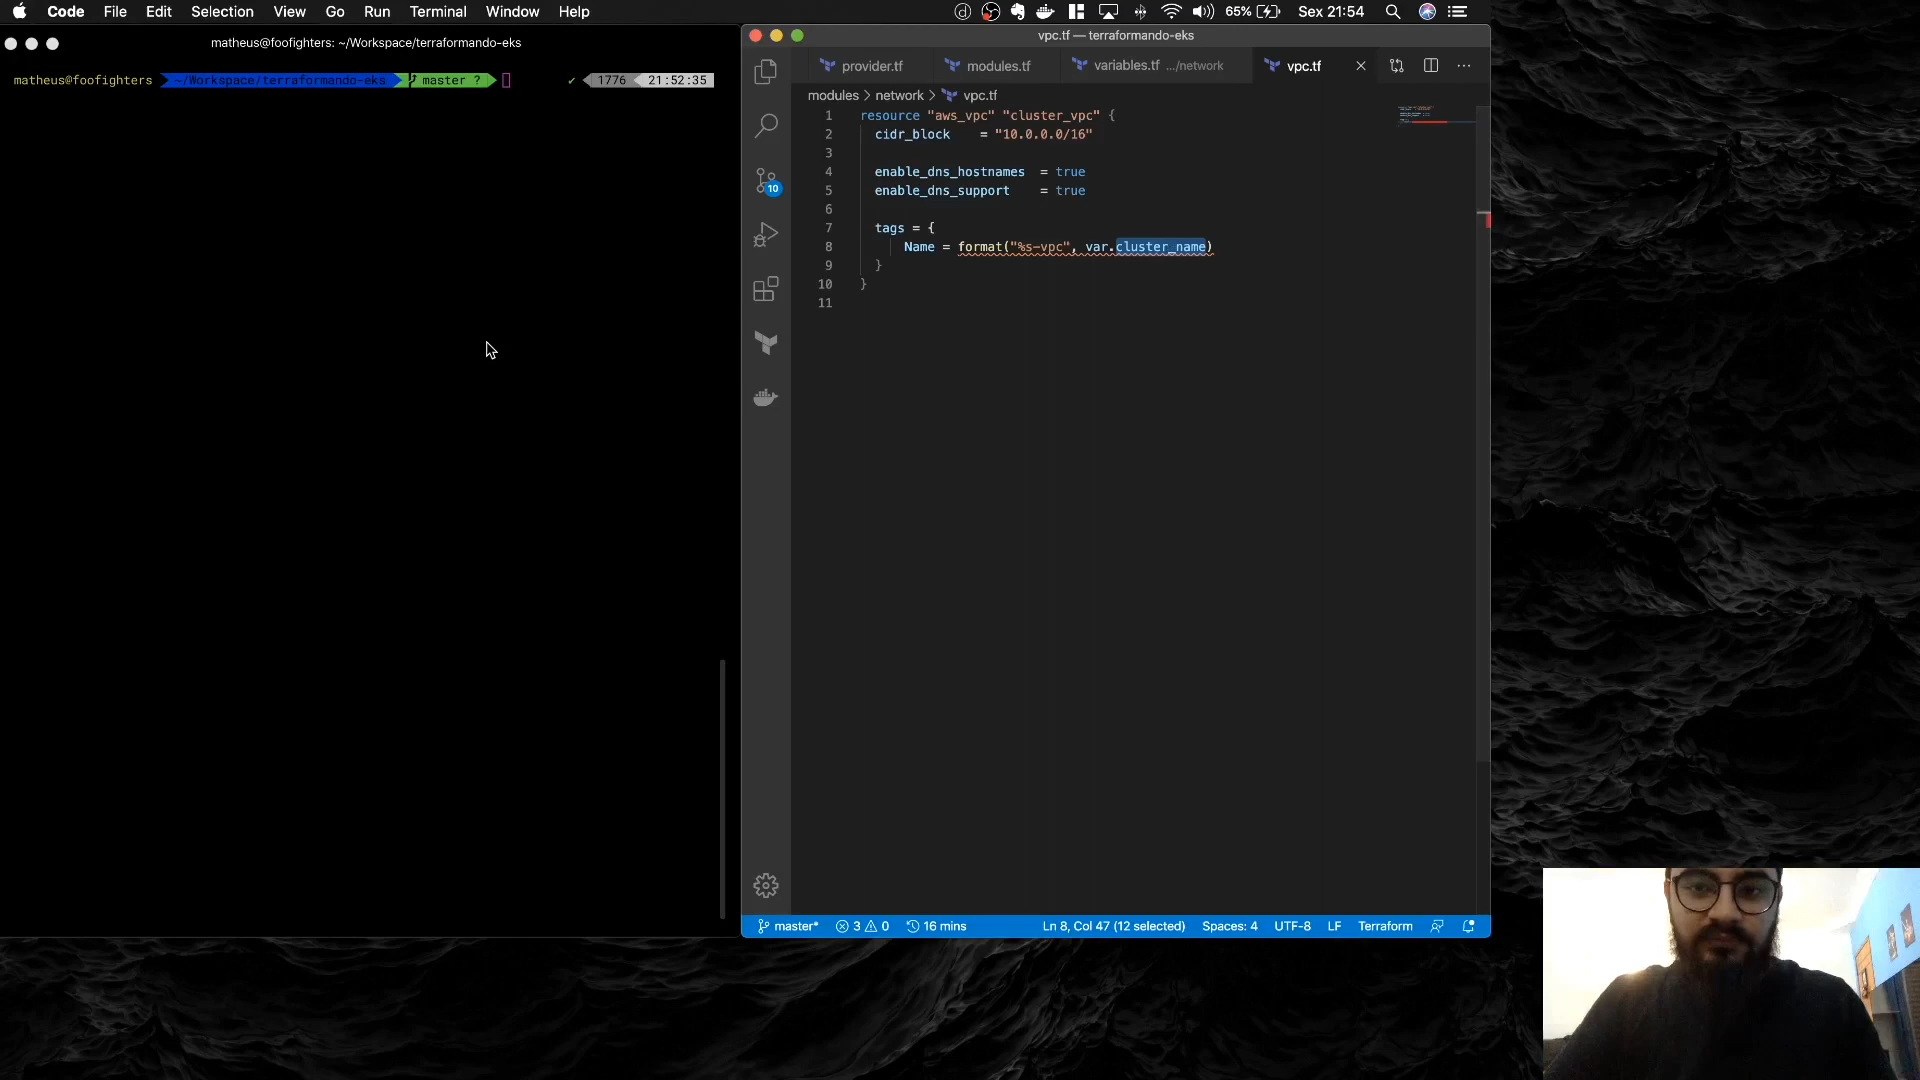 Code File Edit Selection View Go Run Terminal Window Help
65% Sex 21:54
matheus@foofighters: ~/Workspace/terraformando-eks
matheus@foofighters ~/Workspace/terraformando-eks master ? ✔ 1776 21:52:35
vpc.tf — terraformando-eks
provider.tf modules.tf variables.tf .../network vpc.tf
modules > network > vpc.tf
1 resource "aws_vpc" "cluster_vpc" {
2 cidr_block = "10.0.0.0/16"
3
4 enable_dns_hostnames = true
5 enable_dns_support = true
6
7 tags = {
8 Name = format("%s-vpc", var.cluster_name)
9 }
10 }
11
10
master* 3 0 16 mins Ln 8, Col 47 (12 selected) Spaces: 4 UTF-8 LF Terraform